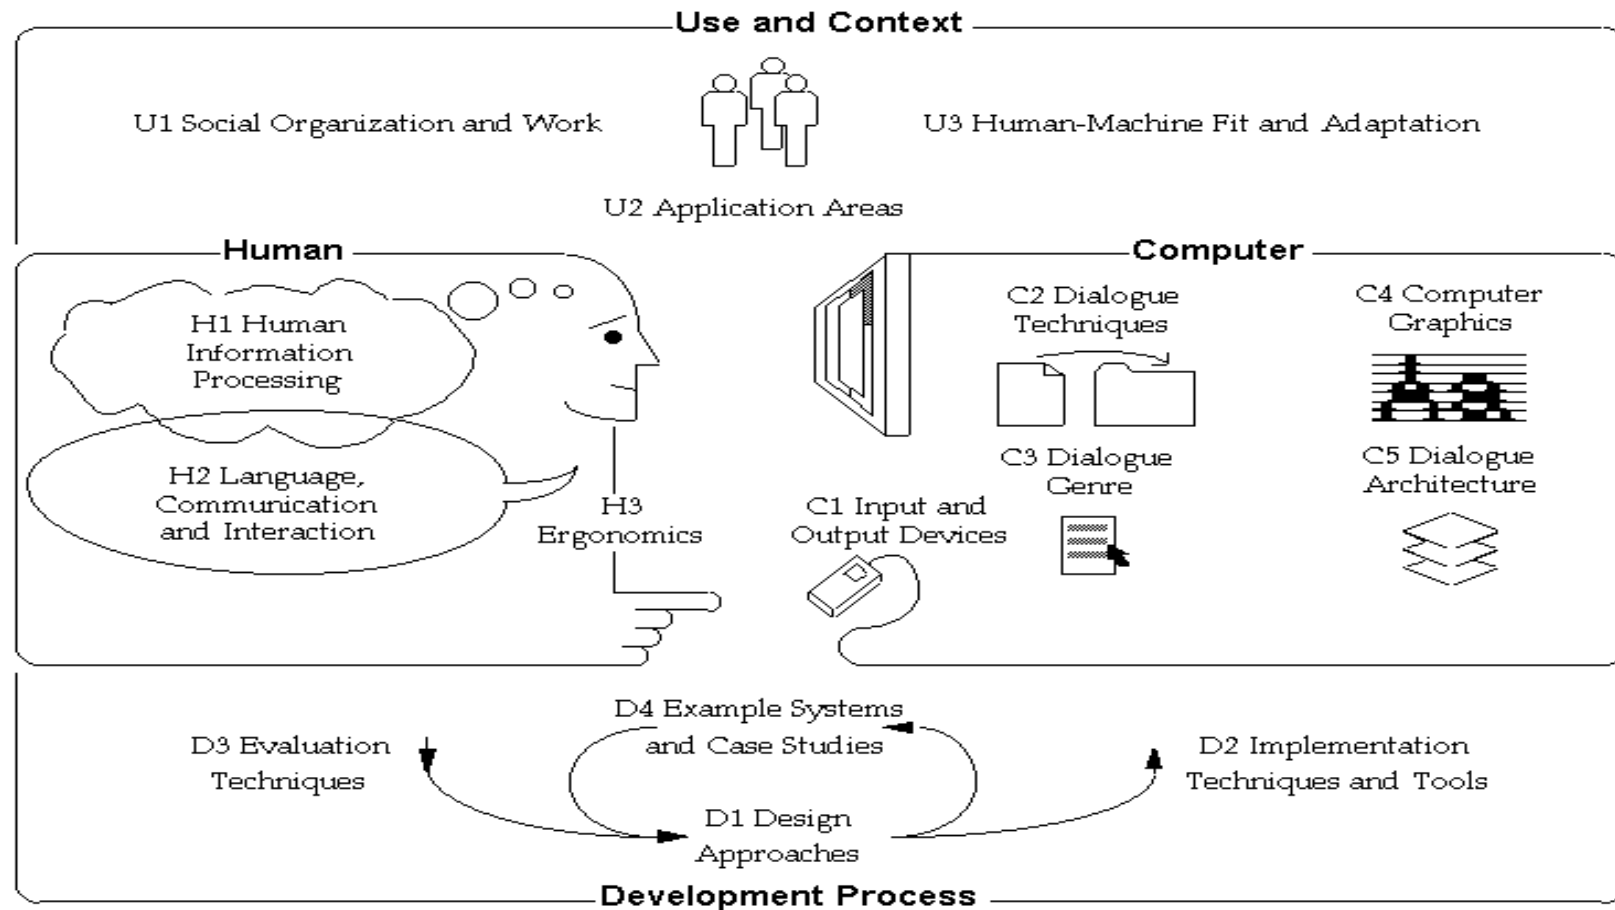 Use and Context
U1 Social Organization and Work
U3 Human-Machine Fit and Adaptation
U2 Application Areas
Human
H1 Human
Information
Processing
H2 Language,
Communication
and Interaction
H3
Ergonomics
Computer
C1 Input and
Output Devices
C2 Dialogue
Techniques
C3 Dialogue
Genre
C4 Computer
Graphics
C5 Dialogue
Architecture
D3 Evaluation
Techniques
D4 Example Systems
and Case Studies
D1 Design
Approaches
D2 Implementation
Techniques and Tools
Development Process